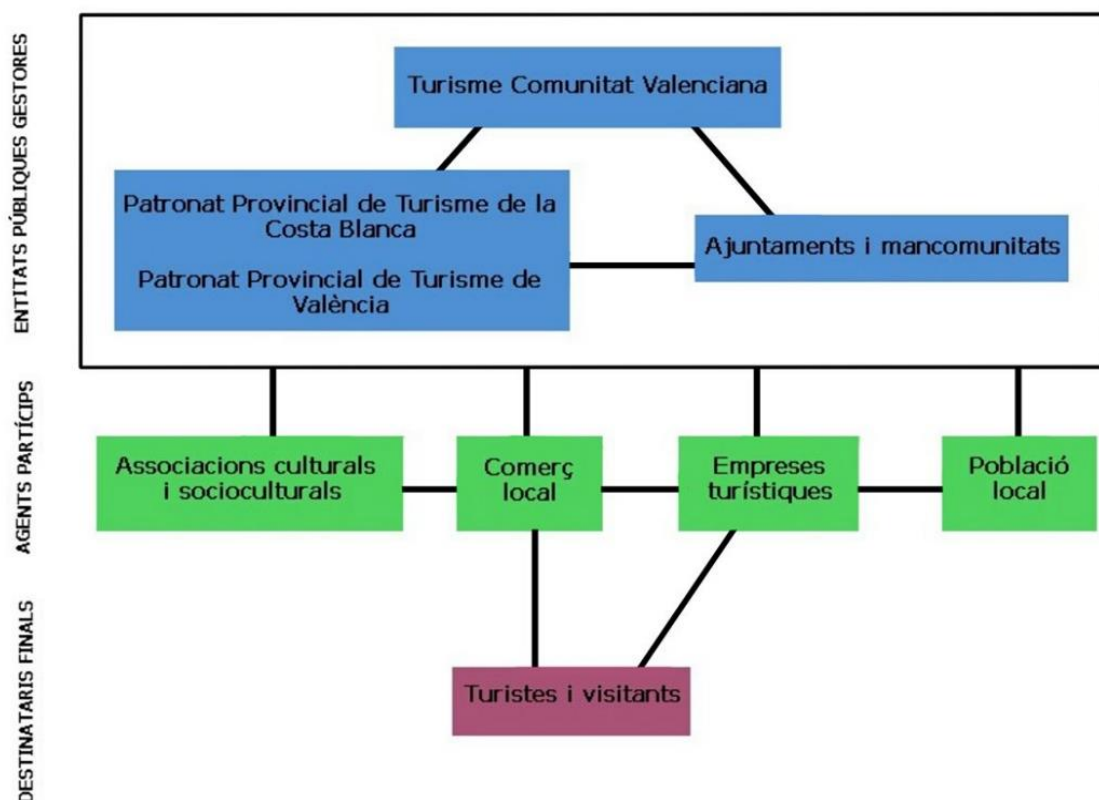 ENTITATS PÚBLIQUES GESTORES
Turisme Comunitat Valenciana
Patronat Provincial de Turisme de la
Costa Blanca
Patronat Provincial de Turisme de
València
Ajuntaments i mancomunitats
AGENTS PARTÍCIPS
Associacions culturals
i socioculturals
Comerç
local
Empreses
turístiques
Població
local
DESTINATARIS FINALS
Turistes i visitants